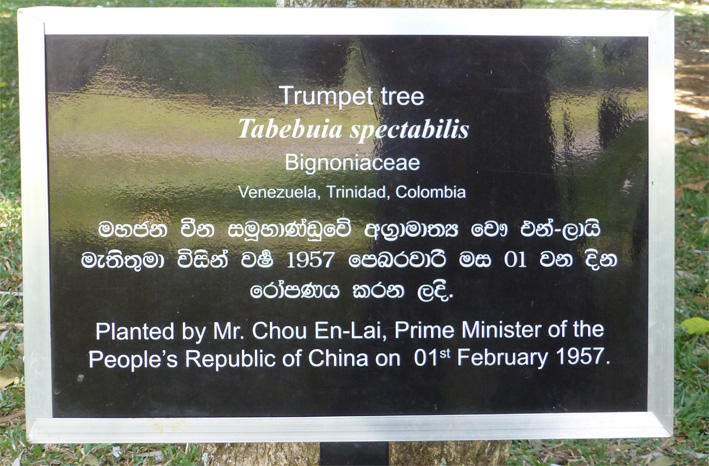 Trumpet tree
Tabebuia spectabilis
Bignoniaceae
Venezuela, Trinidad, Colombia
මහජන චීන සමූහාණ්ඩුවේ අග්‍රාමාත්‍ය චෞ එන්-ලායි
මැතිතුමා විසින් වර්‍ෂ 1957 පෙබරවාරි මස 01 වන දින
රෝපණය කරන ලදි.
Planted by Mr. Chou En-Lai, Prime Minister of the
People's Republic of China on 01st February 1957.